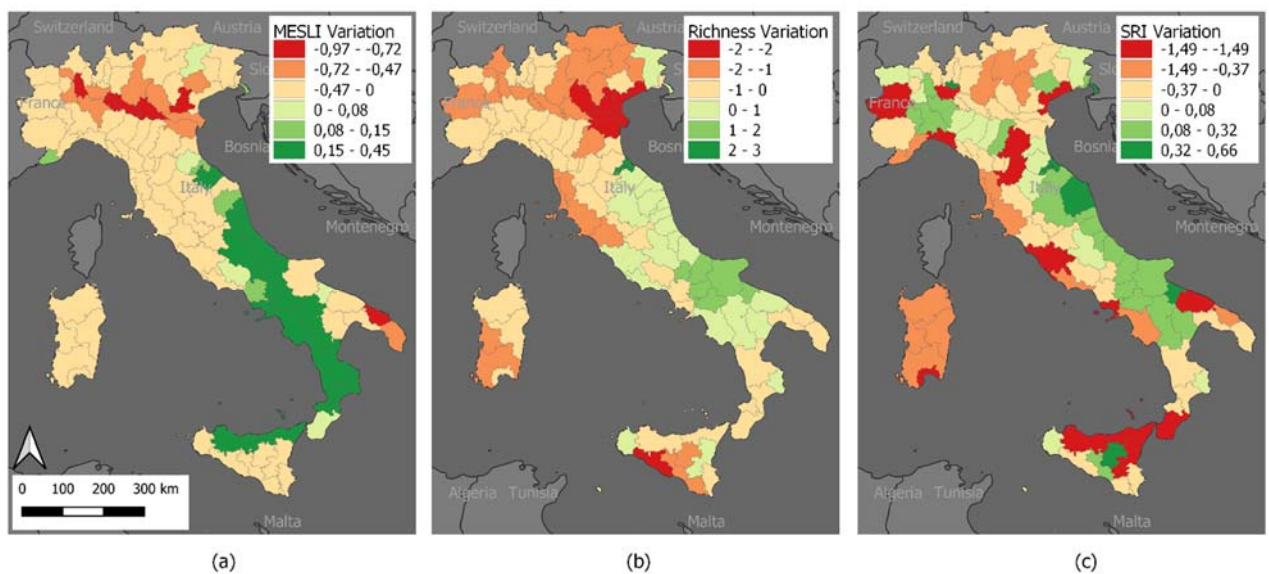 Switzerland
Austria
MESLI Variation
-0,97 - -0,72
-0,72 - -0,47
-0,47 - 0
0 - 0,08
0,08 - 0,15
0,15 - 0,45
Slo
France
Bosnia
Italy
Montenegro
0 100 200 300 km
Malta
(a)
Switzerland
Austria
Richness Variation
-2 - -2
-2 - -1
-1 - 0
0 - 1
1 - 2
2 - 3
Slo
France
Bosnia
Italy
Montenegro
Algeria
Tunisia
Malta
(b)
Switzerland
Austria
SRI Variation
-1,49 - -1,49
-1,49 - -0,37
-0,37 - 0
0 - 0,08
0,08 - 0,32
0,32 - 0,66
Slo
France
Bosnia
Italy
Montenegro
Algeria
Tunisia
Malta
(c)